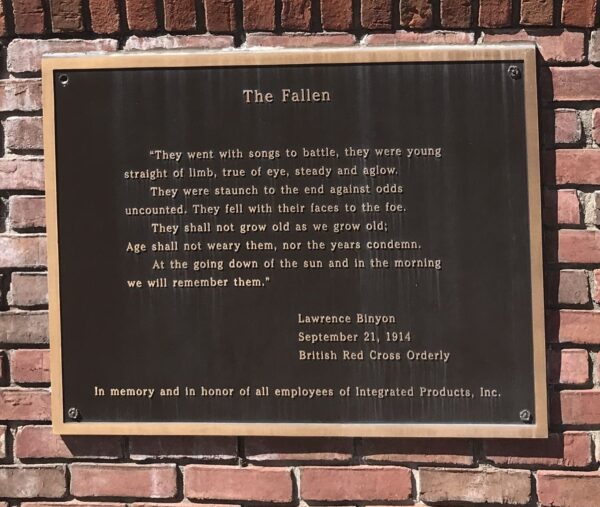 The Fallen
"They went with songs to battle, they were young
straight of limb, true of eye, steady and aglow.
They were staunch to the end against odds
uncounted. They fell with their faces to the foe.
They shall not grow old as we grow old;
Age shall not weary them, nor the years condemn.
At the going down of the sun and in the morning
we will remember them."
Lawrence Binyon
September 21, 1914
British Red Cross Orderly
In memory and in honor of all employees of Integrated Products, Inc.